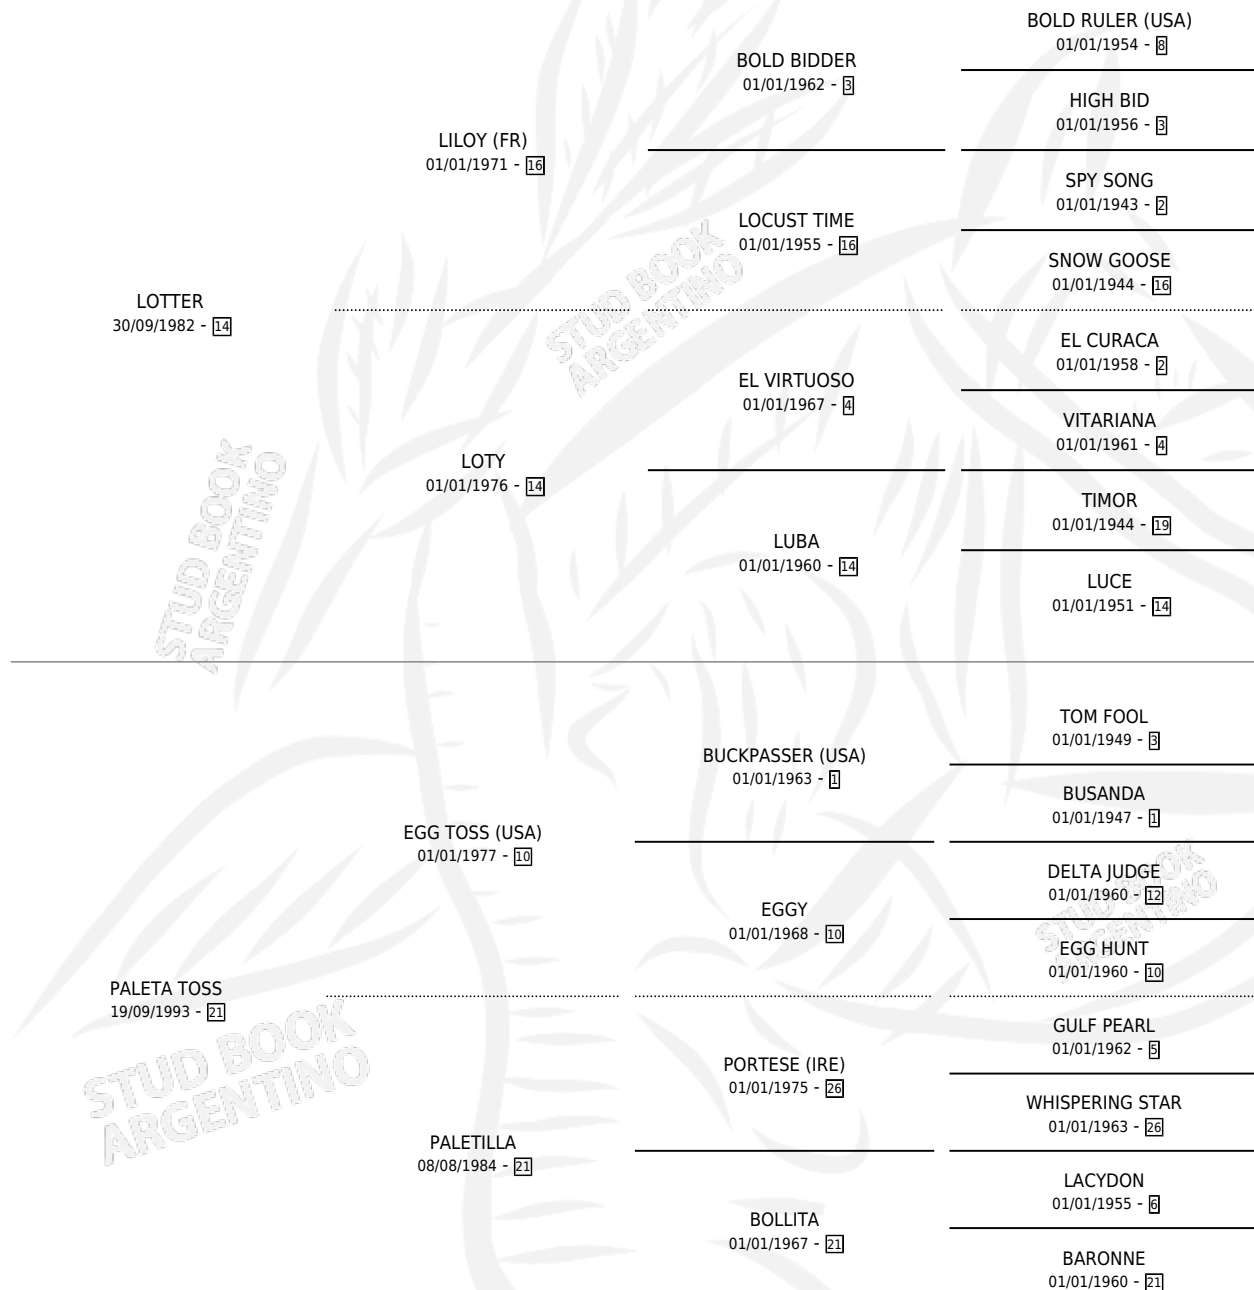 BOLD RULER (USA)
01/01/1954 - 8
BOLD BIDDER
01/01/1962 - 3
HIGH BID
01/01/1956 - 3
LILOY (FR)
01/01/1971 - 16
SPY SONG
01/01/1943 - 2
LOCUST TIME
01/01/1955 - 16
SNOW GOOSE
01/01/1944 - 16
LOTTER
30/09/1982 - 14
STUD BOOK
ARGENTINO
EL CURACA
01/01/1958 - 2
EL VIRTUOSO
01/01/1967 - 4
VITARIANA
01/01/1961 - 4
LOTY
01/01/1976 - 14
TIMOR
01/01/1944 - 19
LUBA
01/01/1960 - 14
LUCE
01/01/1951 - 14
STUD BOOK
ARGENTINO
TOM FOOL
01/01/1949 - 3
BUCKPASSER (USA)
01/01/1963 - 1
BUSANDA
01/01/1947 - 1
EGG TOSS (USA)
01/01/1977 - 10
DELTA JUDGE
01/01/1960 - 12
EGGY
01/01/1968 - 10
STUD BOOK
ARGENTINO
EGG HUNT
01/01/1960 - 10
PALETA TOSS
19/09/1993 - 21
STUD BOOK
ARGENTINO
GULF PEARL
01/01/1962 - 5
PORTESE (IRE)
01/01/1975 - 26
WHISPERING STAR
01/01/1963 - 26
PALETILLA
08/08/1984 - 21
LACYDON
01/01/1955 - 6
BOLLITA
01/01/1967 - 21
BARONNE
01/01/1960 - 21